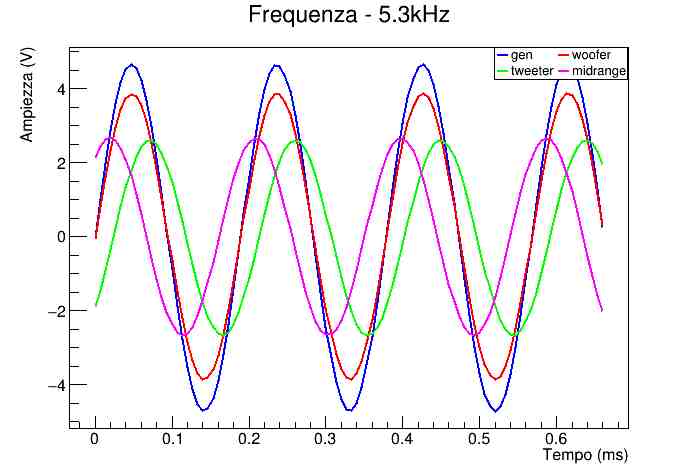 Frequenza - 5.3kHz
Ampiezza (V)
gen woofer
tweeter midrange
4
2
0
−2
−4
0 0.1 0.2 0.3 0.4 0.5 0.6
Tempo (ms)